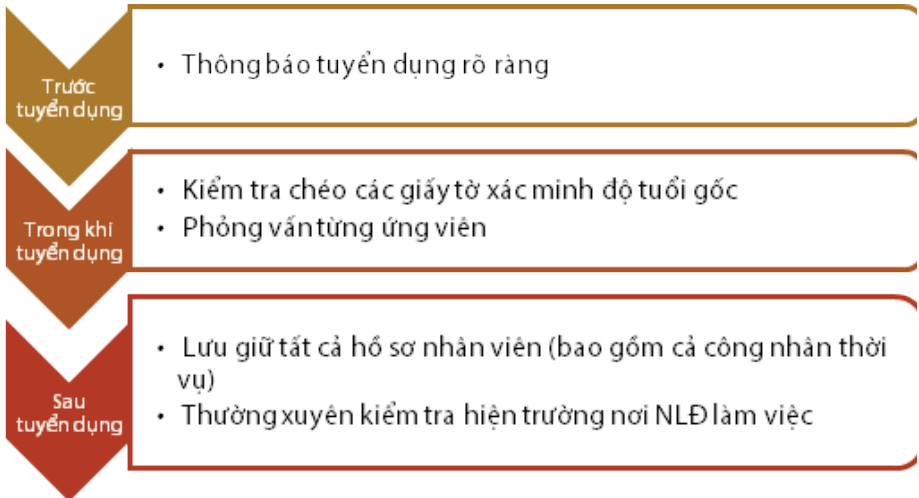 Trước
tuyển dụng
• Thông báo tuyển dụng rõ ràng
Trong khi
tuyển dụng
• Kiểm tra chéo các giấy tờ xác minh độ tuổi gốc
• Phỏng vấn từng ứng viên
Sau
tuyển dụng
• Lưu giữ tất cả hồ sơ nhân viên (bao gồm cả công nhân thời
vụ)
• Thường xuyên kiểm tra hiện trường nơi NLĐ làm việc